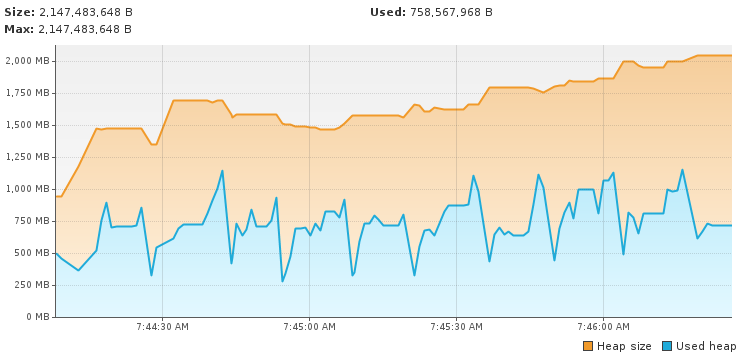 Size: 2,147,483,648 B
Used: 758,567,968 B
Max: 2,147,483,648 B
2,000 MB
1,750 MB
1,500 MB
1,250 MB
1,000 MB
750 MB
500 MB
250 MB
0 MB
7:44:30 AM
7:45:00 AM
7:45:30 AM
7:46:00 AM
Heap size
Used heap